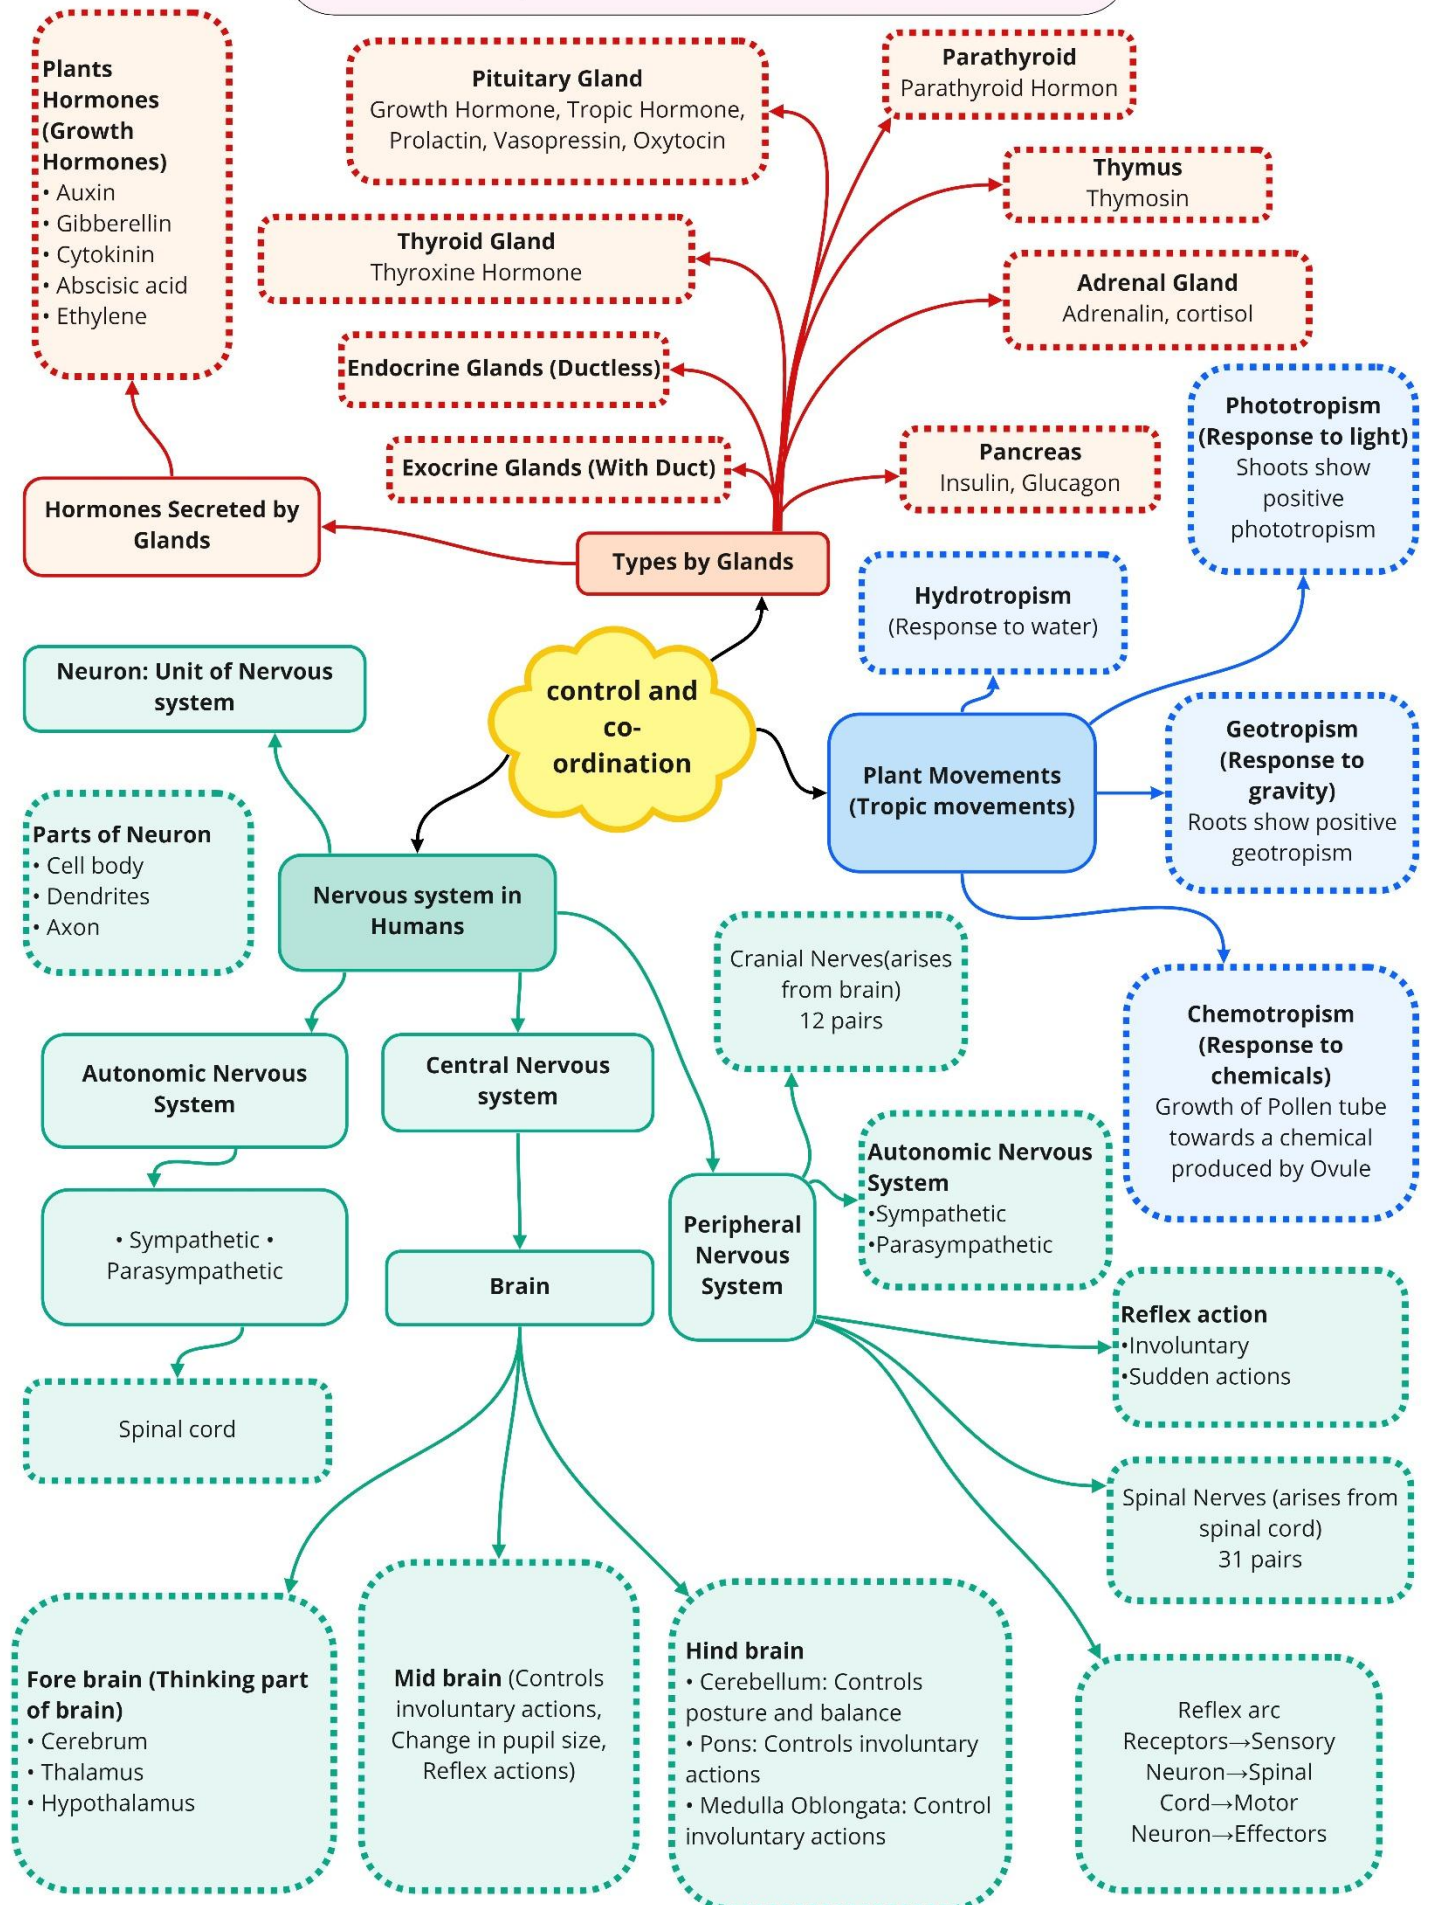 Plants
Hormones
(Growth
Hormones)
• Auxin
• Gibberellin
• Cytokinin
• Abscisic acid
• Ethylene
Pituitary Gland
Growth Hormone, Tropic Hormone,
Prolactin, Vasopressin, Oxytocin
Parathyroid
Parathyroid Hormon
Thymus
Thymosin
Thyroid Gland
Thyroxine Hormone
Adrenal Gland
Adrenalin, cortisol
Endocrine Glands (Ductless)
Exocrine Glands (With Duct)
Pancreas
Insulin, Glucagon
Phototropism
(Response to light)
Shoots show
positive
phototropism
Hormones Secreted by
Glands
Types by Glands
Hydrotropism
(Response to water)
Neuron: Unit of Nervous
system
control and
co-
ordination
Plant Movements
(Tropic movements)
Geotropism
(Response to
gravity)
Roots show positive
geotropism
Parts of Neuron
• Cell body
• Dendrites
• Axon
Nervous system in
Humans
Cranial Nerves(arises
from brain)
12 pairs
Chemotropism
(Response to
chemicals)
Growth of Pollen tube
towards a chemical
produced by Ovule
Autonomic Nervous
System
Central Nervous
system
Autonomic Nervous
System
•Sympathetic
•Parasympathetic
Peripheral
Nervous
System
• Sympathetic •
Parasympathetic
Brain
Reflex action
•Involuntary
•Sudden actions
Spinal cord
Spinal Nerves (arises from
spinal cord)
31 pairs
Fore brain (Thinking part
of brain)
• Cerebrum
• Thalamus
• Hypothalamus
Mid brain (Controls
involuntary actions,
Change in pupil size,
Reflex actions)
Hind brain
• Cerebellum: Controls
posture and balance
• Pons: Controls involuntary
actions
• Medulla Oblongata: Control
involuntary actions
Reflex arc
Receptors→Sensory
Neuron→Spinal
Cord→Motor
Neuron→Effectors